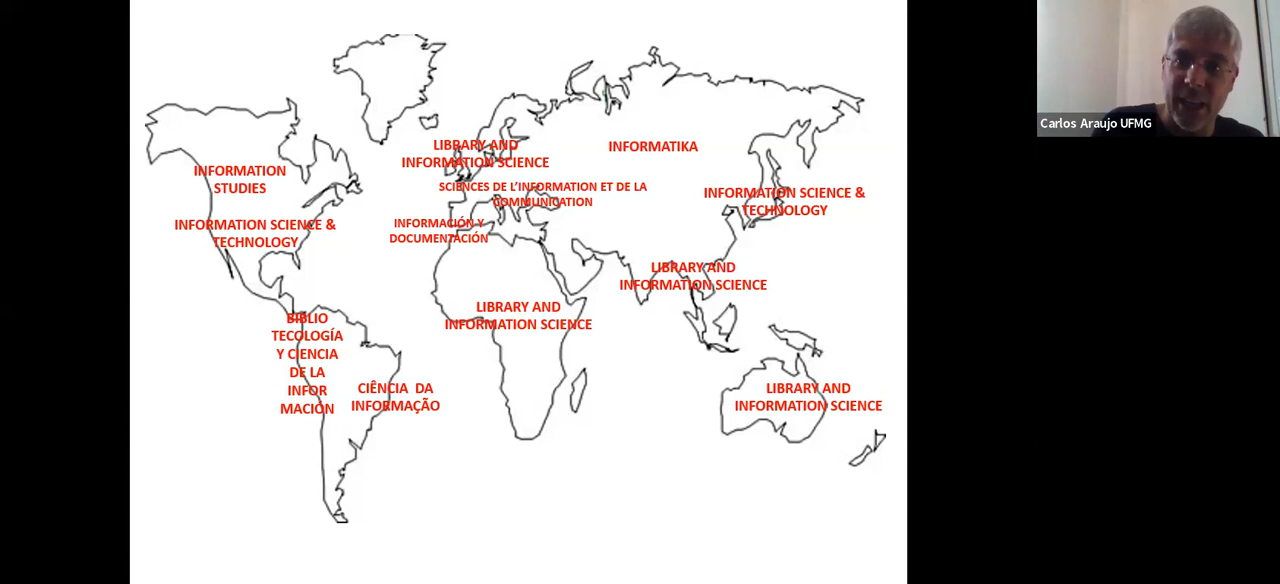 Carlos Araujo UFMG
LIBRARY AND
INFORMATION SCIENCE
INFORMATIKA
INFORMATION
STUDIES
SCIENCES DE L'INFORMATION ET DE LA
COMMUNICATION
INFORMATION SCIENCE &
TECHNOLOGY
INFORMATION SCIENCE &
TECHNOLOGY
INFORMACIÓN Y
DOCUMENTACIÓN
LIBRARY AND
INFORMATION SCIENCE
LIBRARY AND
INFORMATION SCIENCE
BIBLIO
TECOLOGÍA
Y CIENCIA
DE LA
INFOR
MACIÓN
CIÊNCIA DA
INFORMAÇÃO
LIBRARY AND
INFORMATION SCIENCE